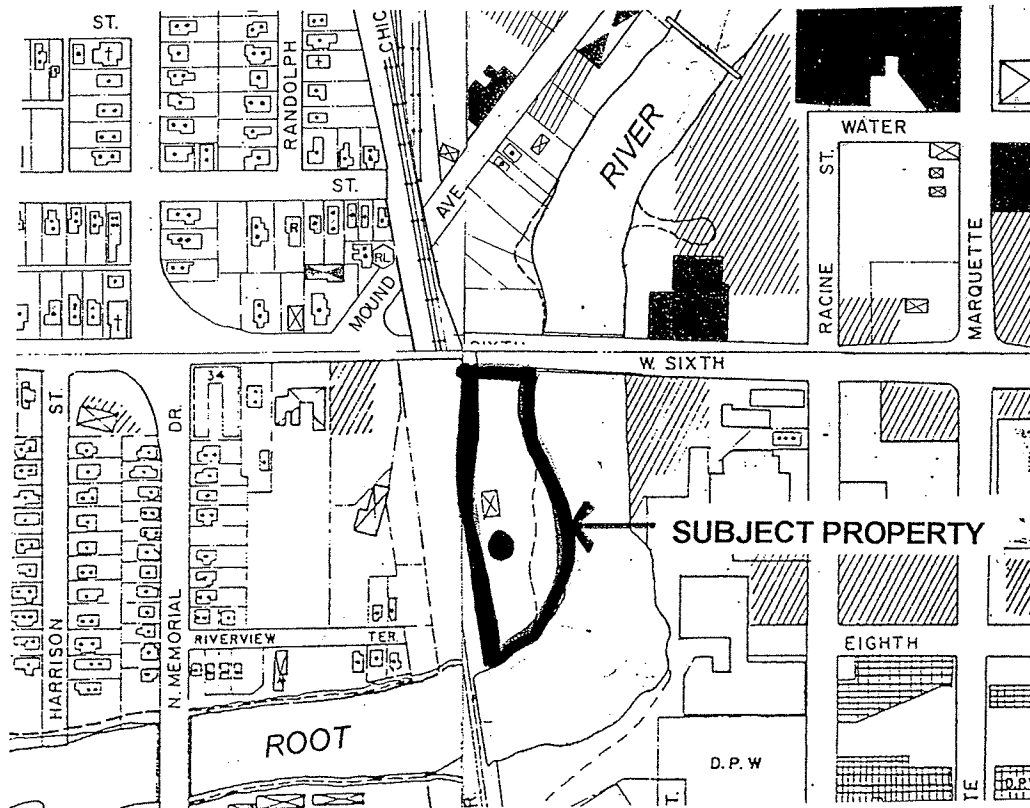 ST.
RANDOLPH
CHIC
RIVER
WATER
ST.
ST.
AVE
R
RL
MOUND
RACINE
MARQUETTE
W. SIXTH
34
ST.
DR.
SUBJECT PROPERTY
HARRISON
N. MEMORIAL
RIVERVIEW
TER.
EIGHTH
ROOT
D. P. W
R.
T.
TE